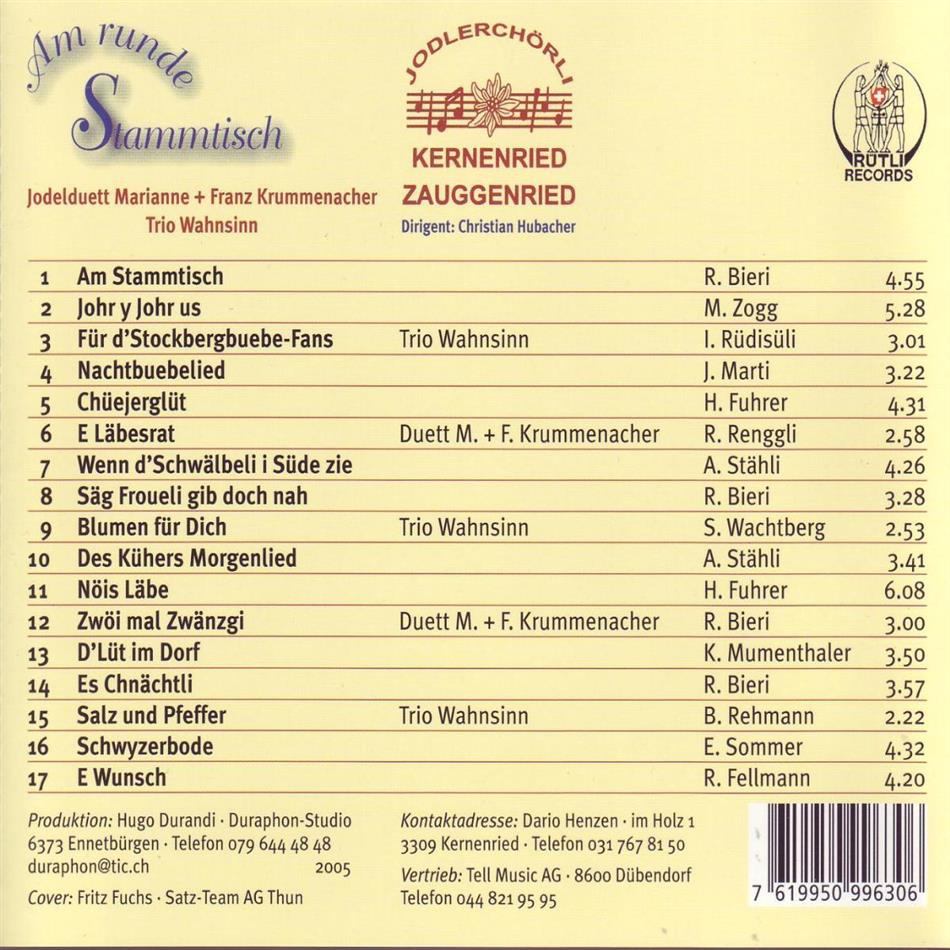 Am runde
Stammtisch
Jodelduett Marianne + Franz Krummenacher
Trio Wahnsinn
JODLERCHÖRLI
KERNENRIED
ZAUGGENRIED
Dirigent: Christian Hubacher
RÜTLI
RECORDS
1 Am Stammtisch R. Bieri 4.55
2 Johr y Johr us M. Zogg 5.28
3 Für d'Stockbergbuebe-Fans Trio Wahnsinn I. Rüdisüli 3.01
4 Nachtbuebelied J. Marti 3.22
5 Chüejerglüt H. Fuhrer 4.31
6 E Läbesrat Duett M. + F. Krummenacher R. Renggli 2.58
7 Wenn d'Schwälbeli i Süde zie A. Stähli 4.26
8 Säg Froueli gib doch nah R. Bieri 3.28
9 Blumen für Dich Trio Wahnsinn S. Wachtberg 2.53
10 Des Kühers Morgenlied A. Stähli 3.41
11 Nöis Läbe H. Fuhrer 6.08
12 Zwöi mal Zwänzgi Duett M. + F. Krummenacher R. Bieri 3.00
13 D'Lüt im Dorf K. Mumenthaler 3.50
14 Es Chnächtli R. Bieri 3.57
15 Salz und Pfeffer Trio Wahnsinn B. Rehmann 2.22
16 Schwyzerbode E. Sommer 4.32
17 E Wunsch R. Fellmann 4.20
Produktion: Hugo Durandi · Duraphon-Studio
6373 Ennetbürgen · Telefon 079 644 48 48
duraphon@tic.ch 2005
Cover: Fritz Fuchs · Satz-Team AG Thun
Kontaktadresse: Dario Henzen · im Holz 1
3309 Kernenried · Telefon 031 767 81 50
Vertrieb: Tell Music AG · 8600 Dübendorf
Telefon 044 821 95 95
7 619950 996306